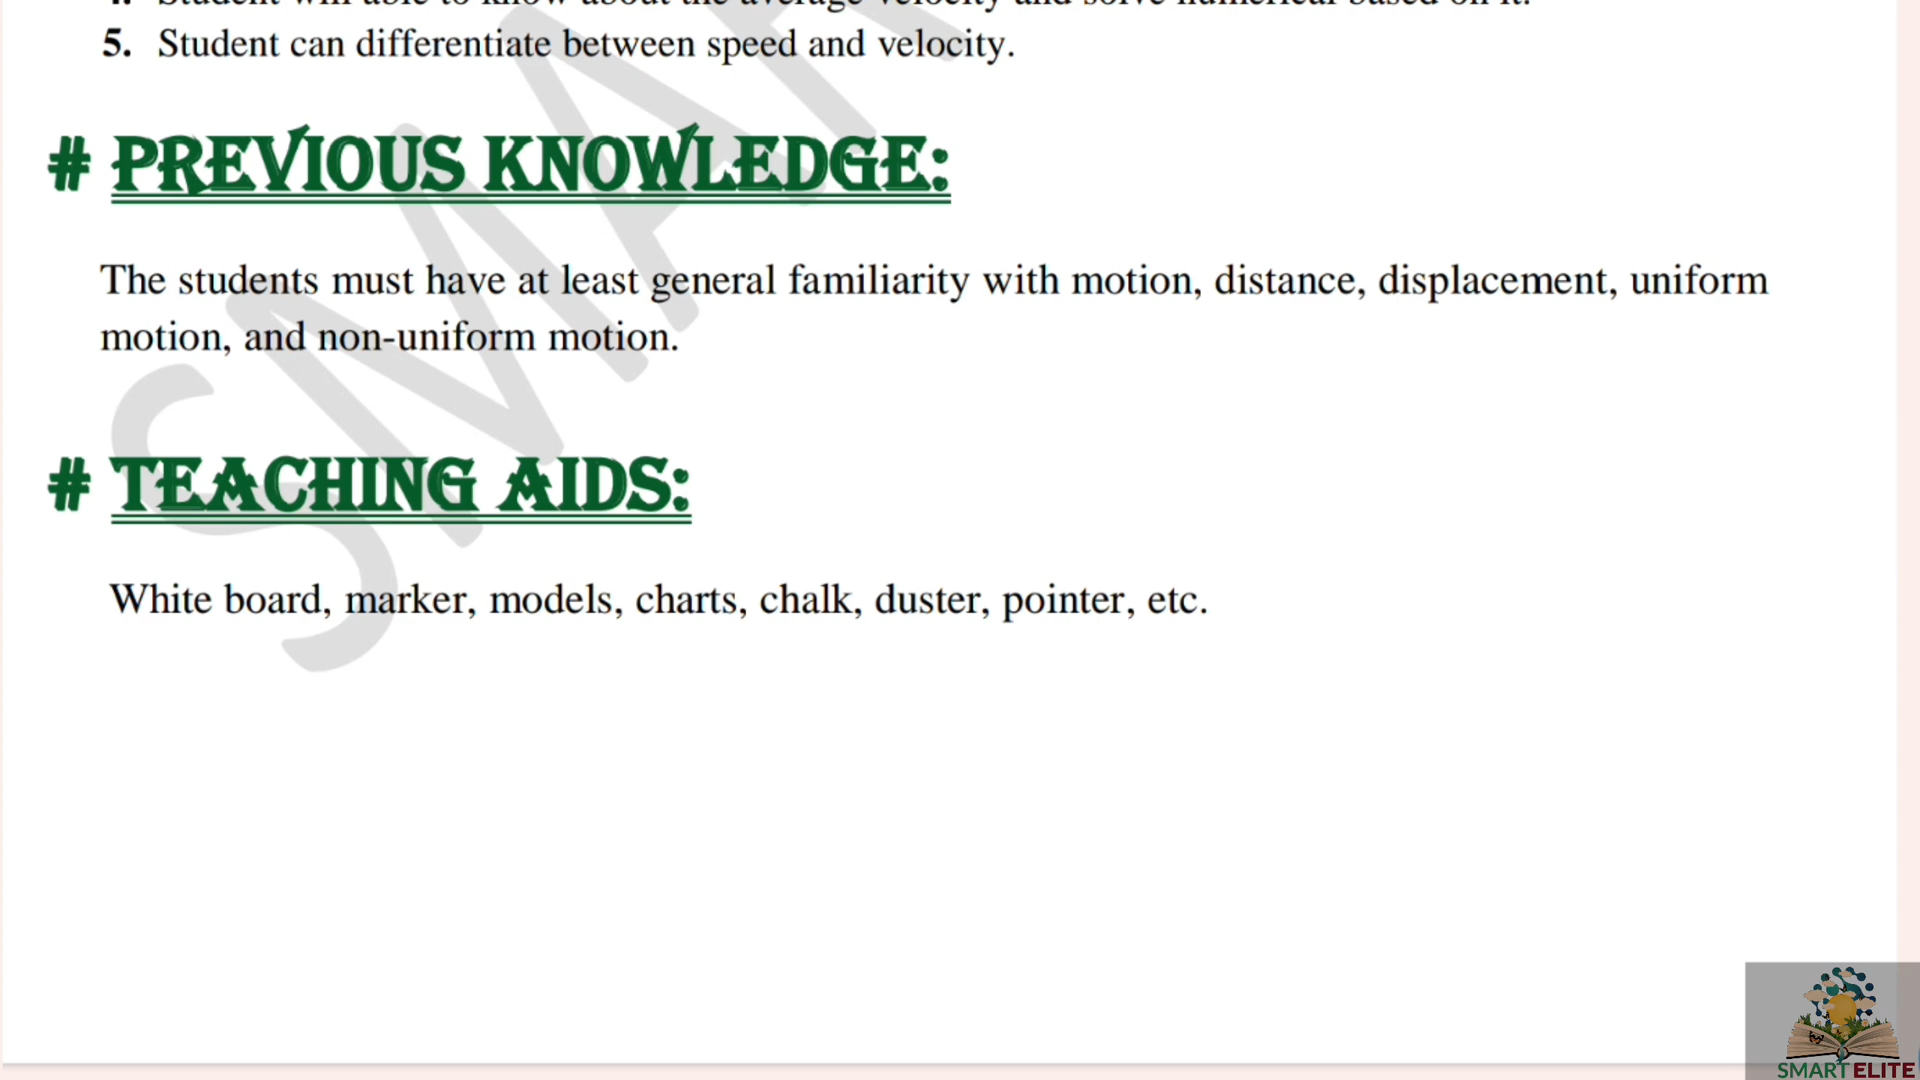 4. Student will able to know about the average velocity and solve numerical based on it.
5. Student can differentiate between speed and velocity.
# PREVIOUS KNOWLEDGE:
The students must have at least general familiarity with motion, distance, displacement, uniform
motion, and non-uniform motion.
# TEACHING AIDS:
White board, marker, models, charts, chalk, duster, pointer, etc.
SMAR
SMART ELITE